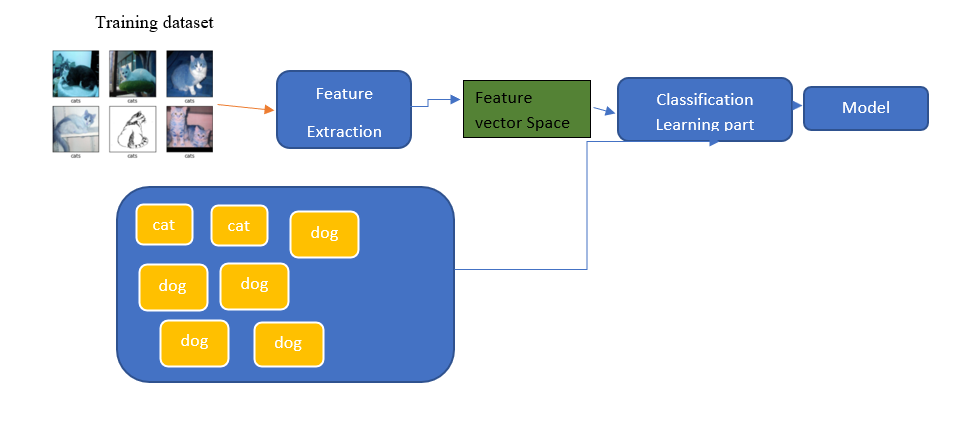 Training dataset
cats
cats
cats
cats
cats
cats
Feature
Extraction
Feature
vector Space
Classification
Learning part
Model
cat
cat
dog
dog
dog
dog
dog